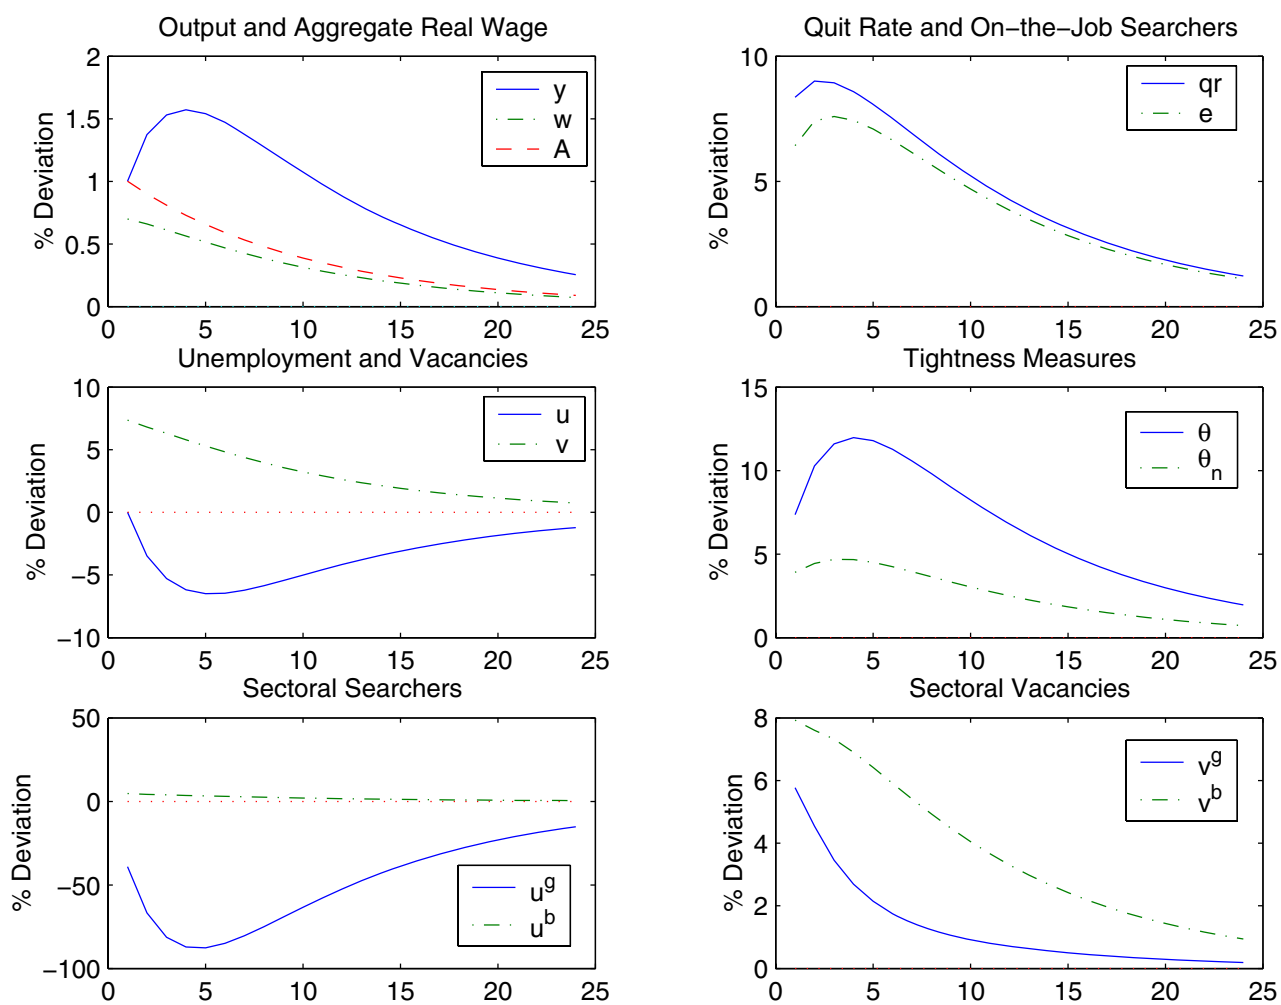 Output and Aggregate Real Wage
% Deviation
2
1.5
1
0.5
0
0 5 10 15 20 25
y
w
A
Quit Rate and On−the−Job Searchers
% Deviation
10
5
0
0 5 10 15 20 25
qr
e
Unemployment and Vacancies
% Deviation
10
5
0
−5
−10
0 5 10 15 20 25
u
v
Tightness Measures
% Deviation
15
10
5
0
0 5 10 15 20 25
θ
θn
Sectoral Searchers
% Deviation
50
0
−50
−100
0 5 10 15 20 25
u^g
u^b
Sectoral Vacancies
% Deviation
8
6
4
2
0
0 5 10 15 20 25
v^g
v^b